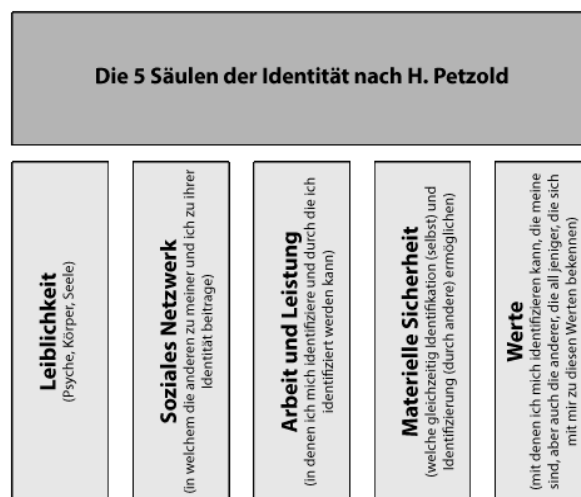 Die 5 Säulen der Identität nach H. Petzold
Leiblichkeit
(Psyche, Körper, Seele)
Soziales Netzwerk
(in welchem die anderen zu meiner und ich zu ihrer
Identität beitrage)
Arbeit und Leistung
(in denen ich mich identifiziere und durch die ich
identifiziert werden kann)
Materielle Sicherheit
(welche gleichzeitig Identifikation (selbst) und
Identifizierung (durch andere) ermöglichen)
Werte
(mit denen ich mich identifizieren kann, die meine
sind, aber auch die anderer, die all jeniger, die sich
mit mir zu diesen Werten bekennen)